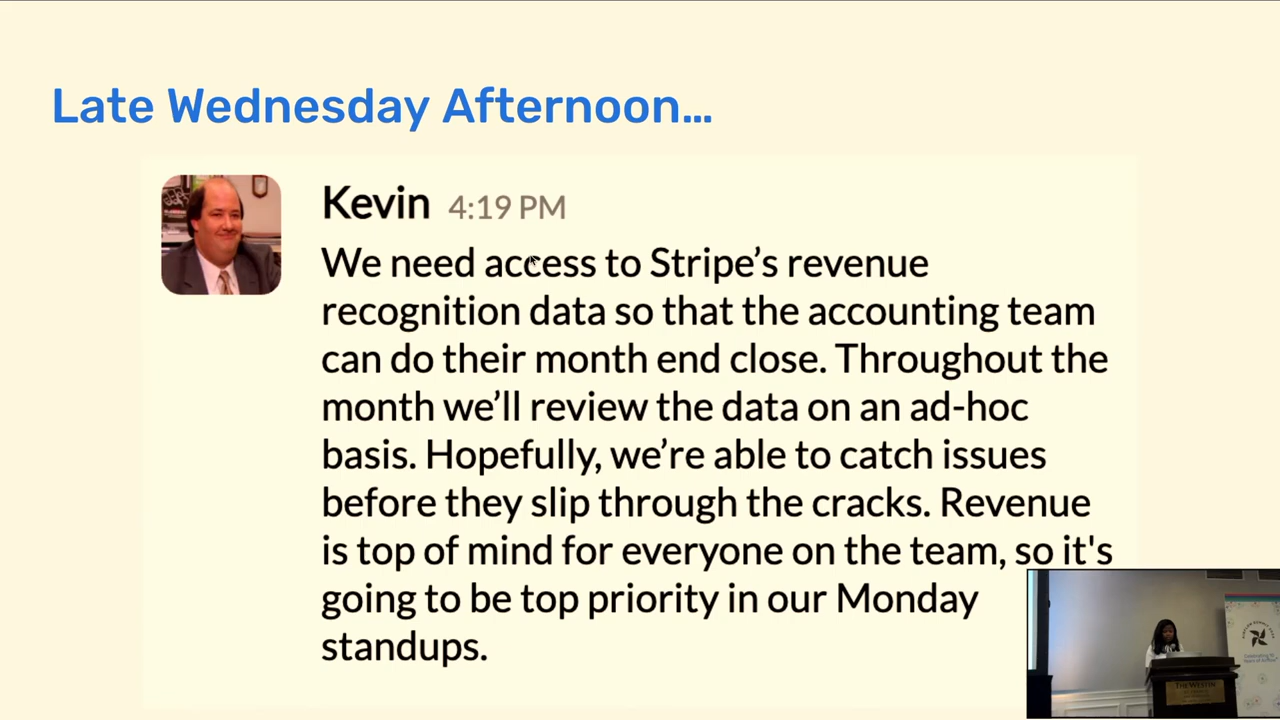 Late Wednesday Afternoon...
Kevin 4:19 PM
We need access to Stripe’s revenue
recognition data so that the accounting team
can do their month end close. Throughout the
month we’ll review the data on an ad-hoc
basis. Hopefully, we’re able to catch issues
before they slip through the cracks. Revenue
is top of mind for everyone on the team, so it's
going to be top priority in our Monday
standups.
THE WESTIN